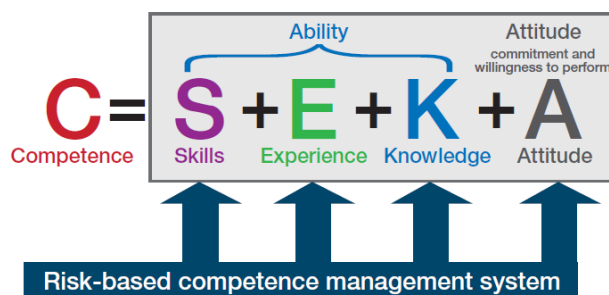 Ability
Attitude
commitment and
willingness to perform
C=S+E+K+A
Competence Skills Experience Knowledge Attitude
Risk-based competence management system